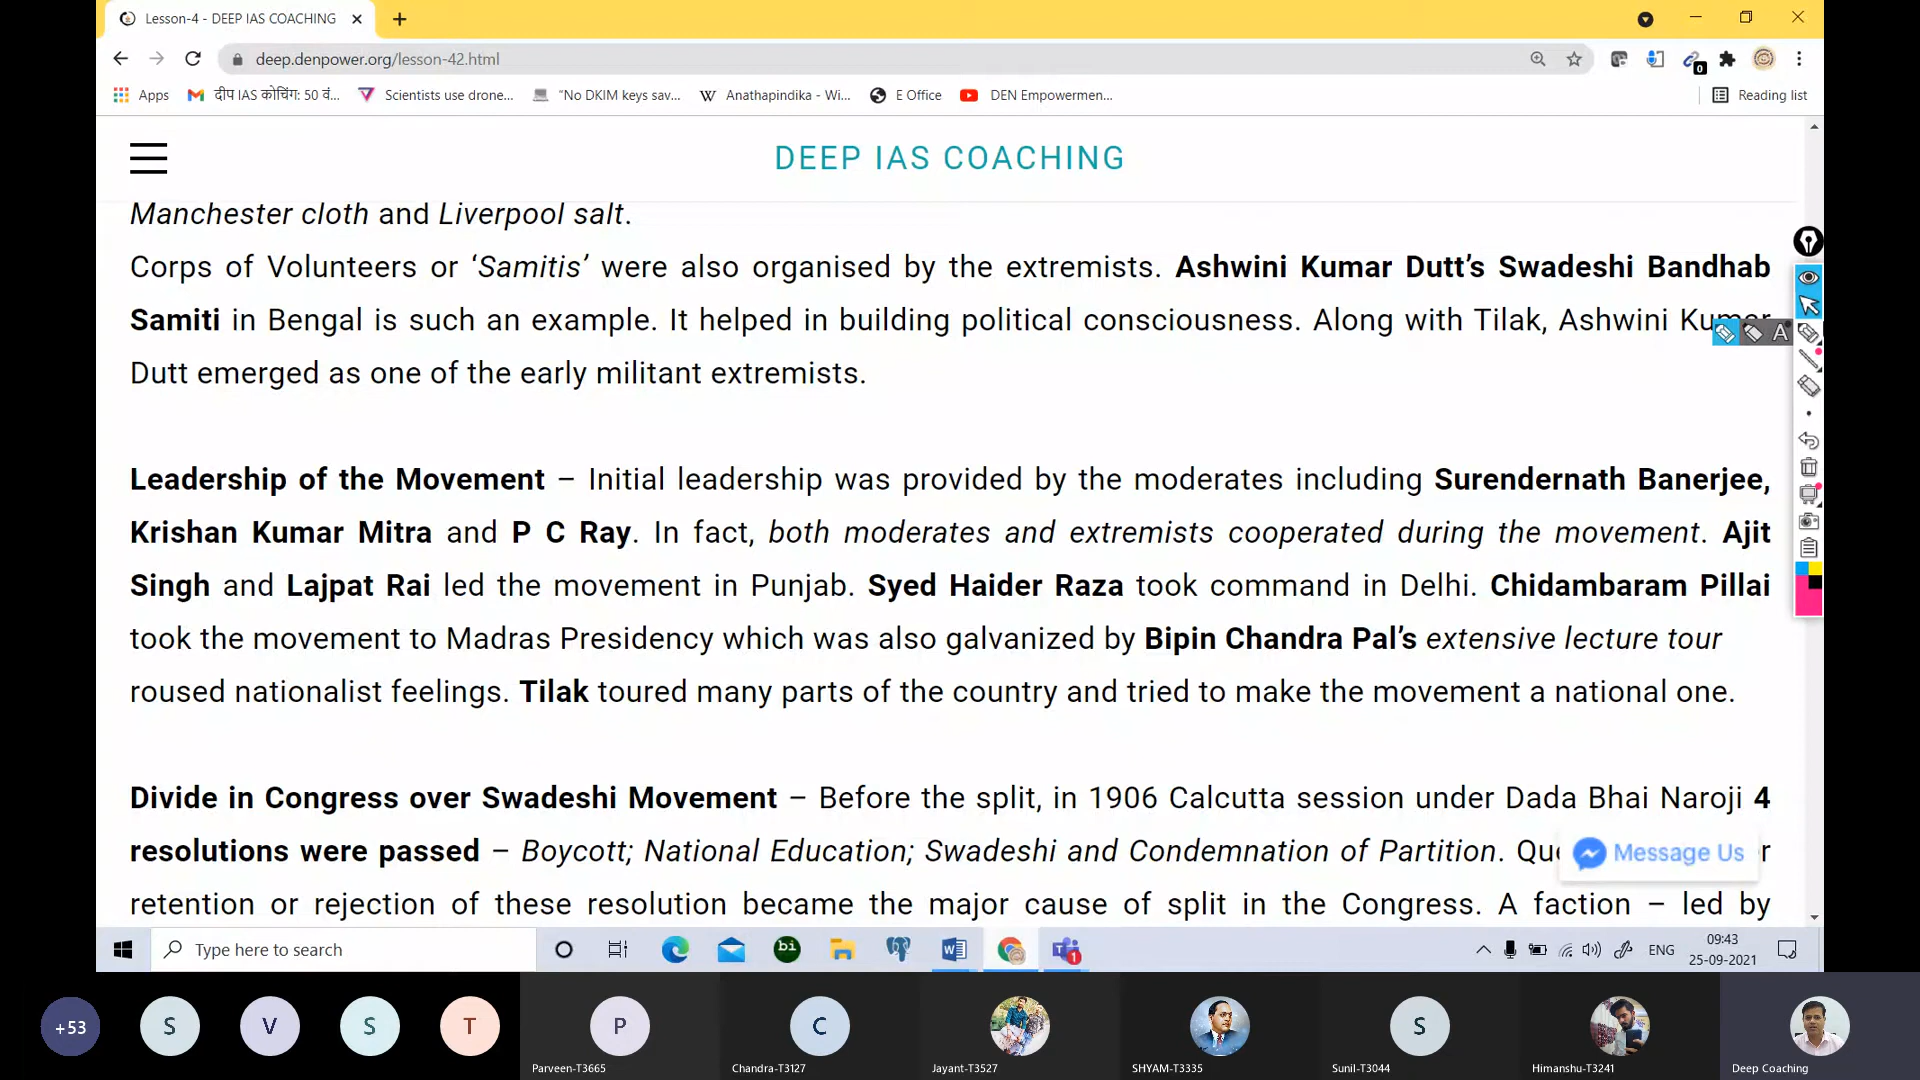 Lesson-4 - DEEP IAS COACHING
deep.denpower.org/lesson-42.html
0
Apps दीप IAS कोचिंग: 50 वं... Scientists use drone... "No DKIM keys sav... W Anathapindika - Wi... E Office DEN Empowermen... Reading list
DEEP IAS COACHING
Manchester cloth and Liverpool salt.
Corps of Volunteers or ‘Samitis’ were also organised by the extremists. Ashwini Kumar Dutt’s Swadeshi Bandhab
Samiti in Bengal is such an example. It helped in building political consciousness. Along with Tilak, Ashwini Kumar
A
Dutt emerged as one of the early militant extremists.
Leadership of the Movement – Initial leadership was provided by the moderates including Surendernath Banerjee,
Krishan Kumar Mitra and P C Ray. In fact, both moderates and extremists cooperated during the movement. Ajit
Singh and Lajpat Rai led the movement in Punjab. Syed Haider Raza took command in Delhi. Chidambaram Pillai
took the movement to Madras Presidency which was also galvanized by Bipin Chandra Pal’s extensive lecture tour
roused nationalist feelings. Tilak toured many parts of the country and tried to make the movement a national one.
Divide in Congress over Swadeshi Movement – Before the split, in 1906 Calcutta session under Dada Bhai Naroji 4
resolutions were passed – Boycott; National Education; Swadeshi and Condemnation of Partition.
Message Us
retention or rejection of these resolution became the major cause of split in the Congress. A faction – led by
Type here to search
bi
W
1
ENG
09:43
25-09-2021
+53 S V S T P C S
Parveen-T3665 Chandra-T3127 Jayant-T3527 SHYAM-T3335 Sunil-T3044 Himanshu-T3241 Deep Coaching